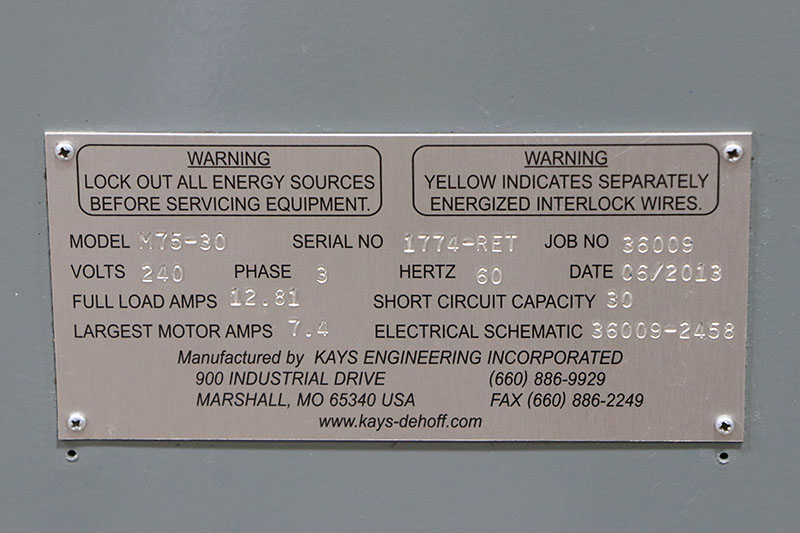 WARNING
LOCK OUT ALL ENERGY SOURCES
BEFORE SERVICING EQUIPMENT.
WARNING
YELLOW INDICATES SEPARATELY
ENERGIZED INTERLOCK WIRES.
MODEL M75-30 SERIAL NO 1774-RET JOB NO 36009
VOLTS 240 PHASE 3 HERTZ 60 DATE 06/2013
FULL LOAD AMPS 12.81 SHORT CIRCUIT CAPACITY 30
LARGEST MOTOR AMPS 7.4 ELECTRICAL SCHEMATIC 36009-2458
Manufactured by KAYS ENGINEERING INCORPORATED
900 INDUSTRIAL DRIVE (660) 886-9929
MARSHALL, MO 65340 USA FAX (660) 886-2249
www.kays-dehoff.com